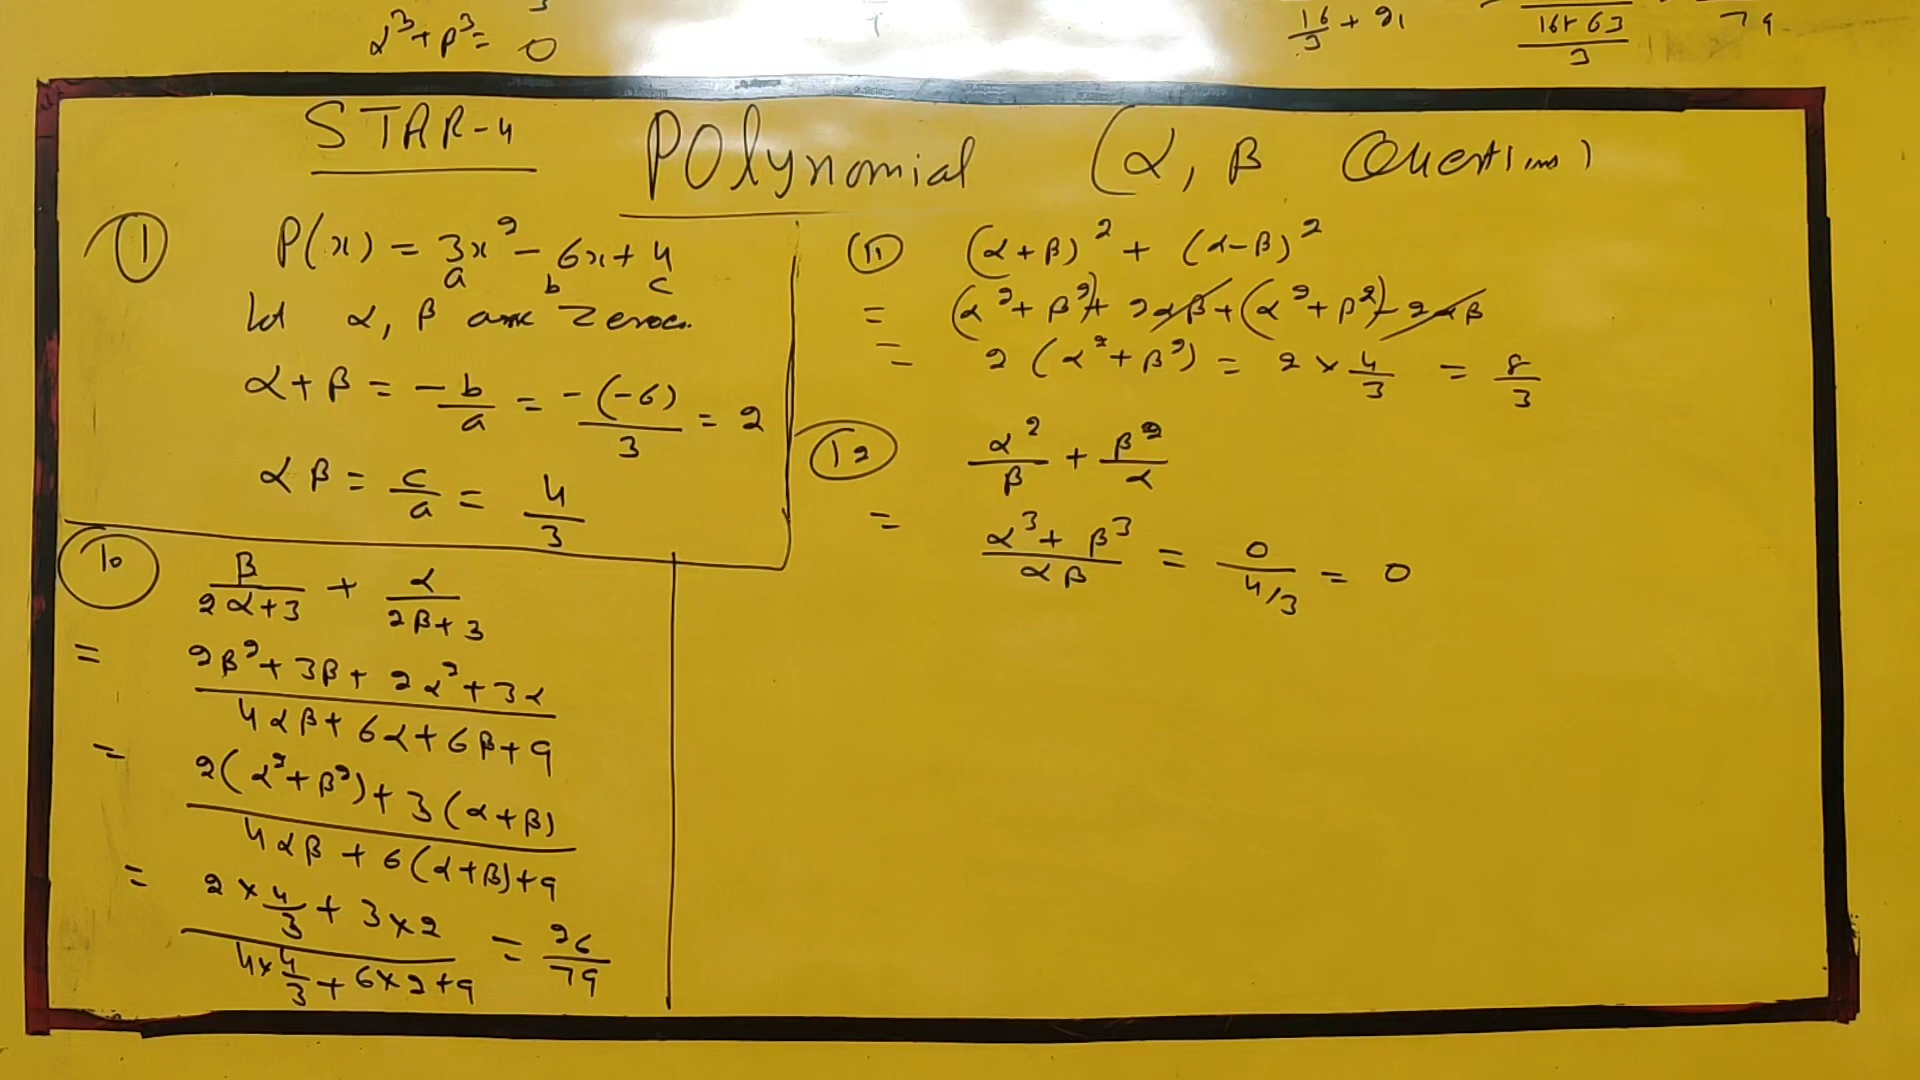 α³+β³= 0
16/3 + 21
16+63/3
79
STAR-4
POlynomial (α, β Questions)
① P(x) = 3x² - 6x + 4
a b c
Let α, β are zeroes.
α+β = -b/a = -(-6)/3 = 2
αβ = c/a = 4/3
⑩ β/(2α+3) + α/(2β+3)
= (2β²+3β+2α²+3α)/(4αβ+6α+6β+9)
= (2(α²+β²)+3(α+β))/(4αβ+6(α+β)+9)
= (2×4/3+3×2)/(4×4/3+6×2+9) = 26/79
⑪ (α+β)² + (α-β)²
= (α²+β²)+2αβ+(α²+β²)-2αβ
= 2(α²+β²) = 2×4/3 = 8/3
⑫ α²/β + β²/α
= (α³+β³)/αβ = 0/(4/3) = 0